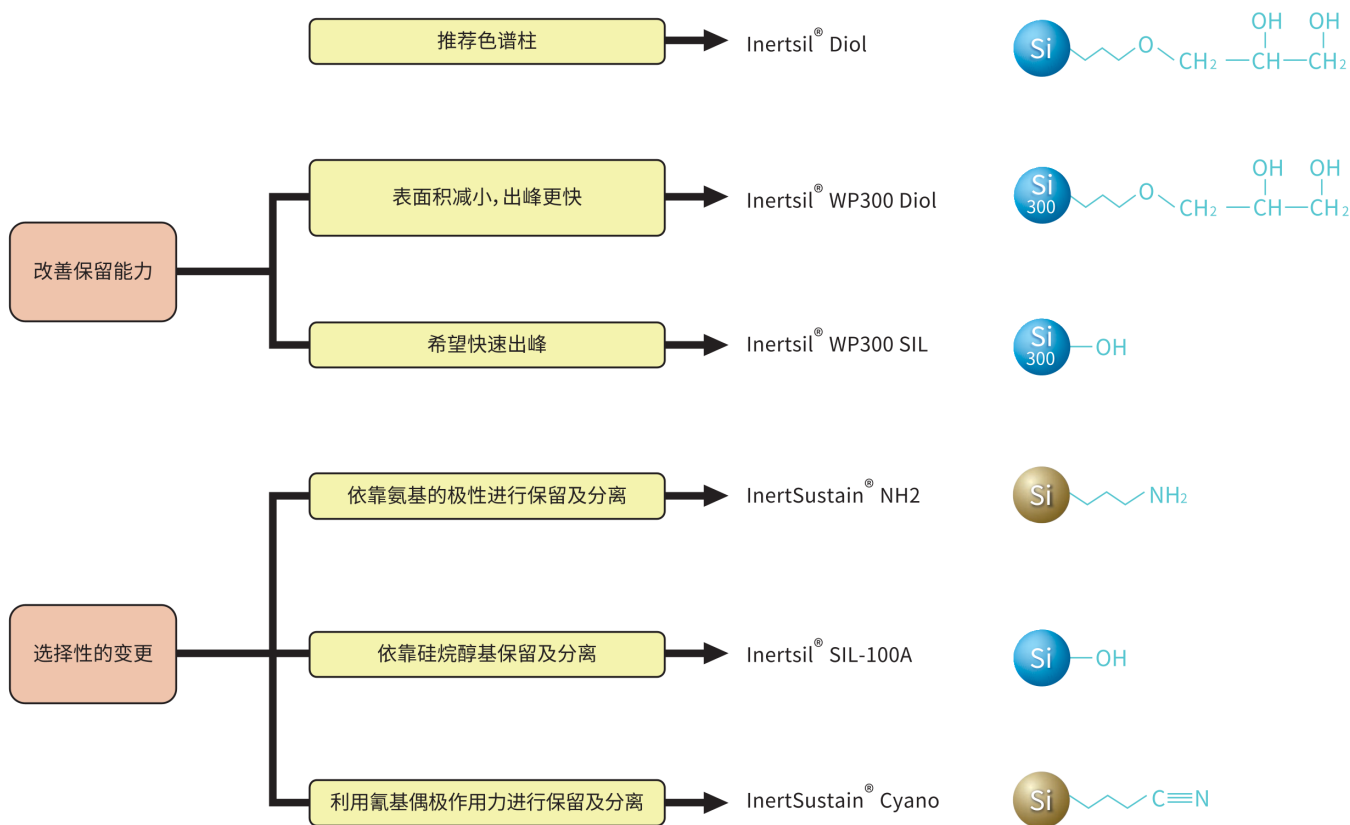 推荐色谱柱
Inertsil® Diol
Si
O
CH₂
OH
CH
OH
CH₂
改善保留能力
表面积减小，出峰更快
Inertsil® WP300 Diol
Si
300
O
CH₂
OH
CH
OH
CH₂
希望快速出峰
Inertsil® WP300 SIL
Si
300
OH
选择性的变更
依靠氨基的极性进行保留及分离
InertSustain® NH2
Si
NH₂
依靠硅烷醇基保留及分离
Inertsil® SIL-100A
Si
OH
利用氰基偶极作用力进行保留及分离
InertSustain® Cyano
Si
C≡N